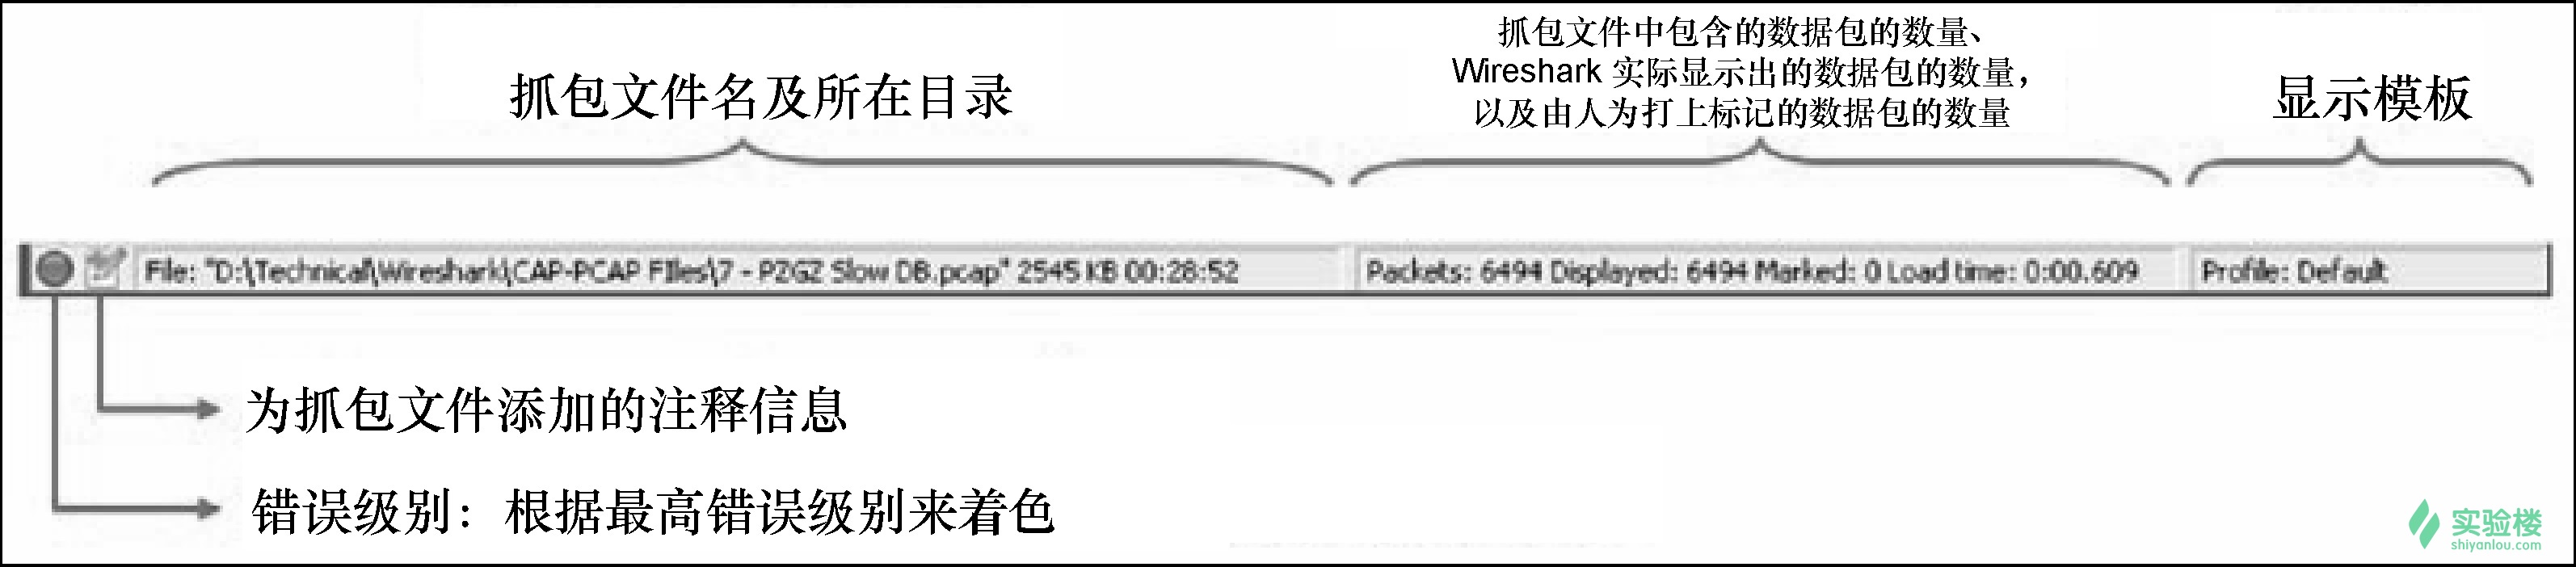 抓包文件名及所在目录
抓包文件中包含的数据包的数量、
Wireshark 实际显示出的数据包的数量，
以及由人为打上标记的数据包的数量
显示模板
File: "D:\Technical\Wireshark\CAP-PCAP FIles\7 - PZGZ Slow DB.pcap" 2545 KB 00:28:52
Packets: 6494 Displayed: 6494 Marked: 0 Load time: 0:00.609
Profile: Default
为抓包文件添加的注释信息
错误级别：根据最高错误级别来着色
实验楼
shiyanlou.com